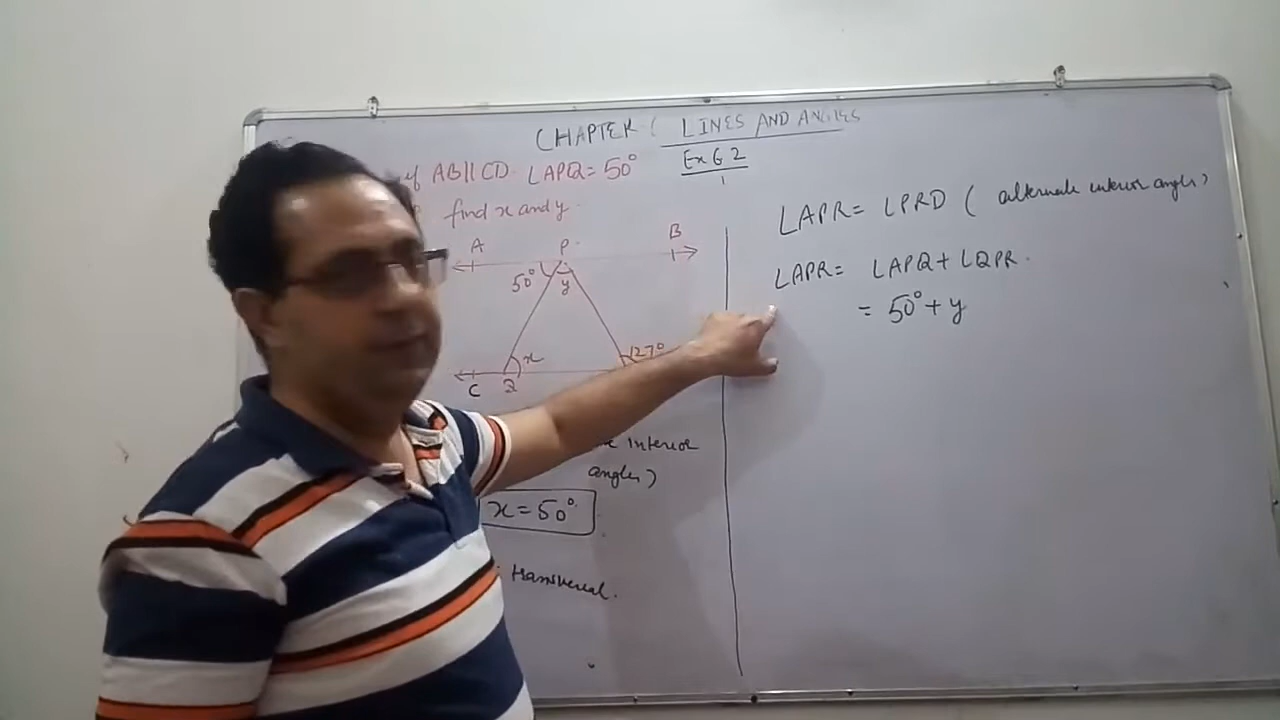 CHAPTER 6 LINES AND ANGLES
Ex 6 2
if AB||CD. ∠APQ = 50°
find x and y.
A P B
50° y
x 127°
C Q
interior
angles)
x = 50°
transversal.
∠APR = ∠PRD ( alternate interior angles)
∠APR = ∠APQ + ∠QPR.
= 50° + y